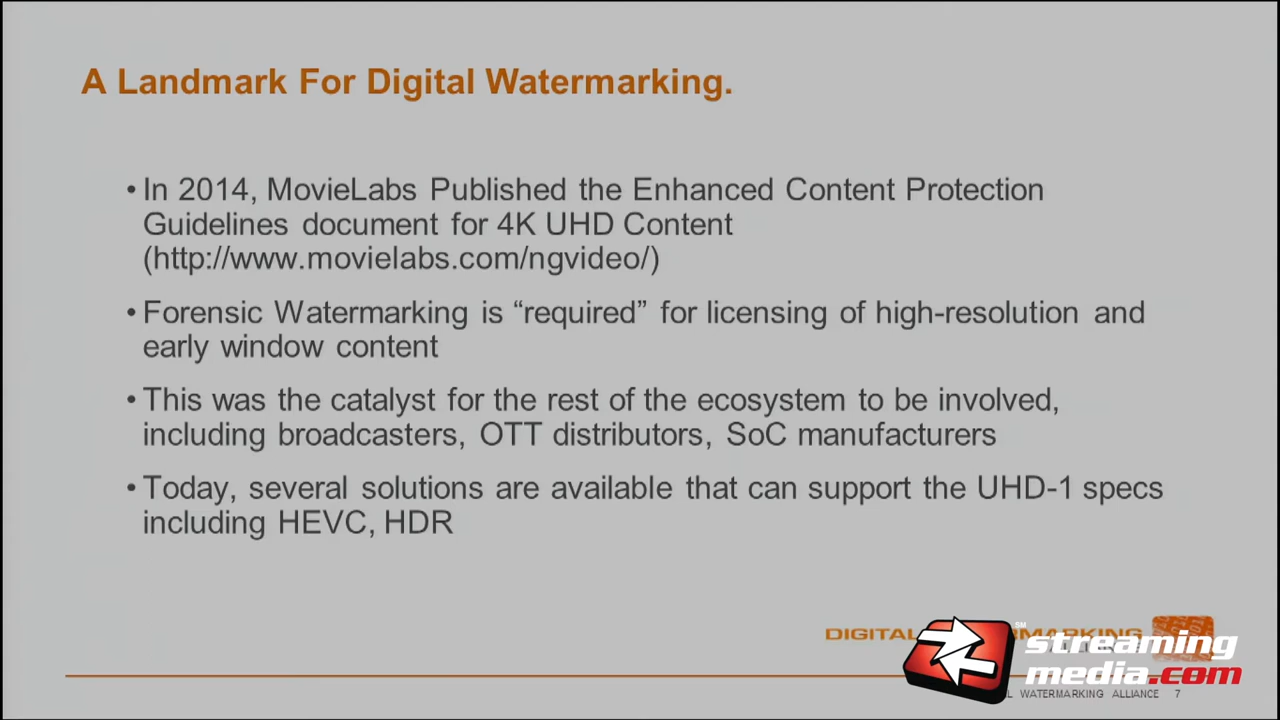 A Landmark For Digital Watermarking.
• In 2014, MovieLabs Published the Enhanced Content Protection
Guidelines document for 4K UHD Content
(http://www.movielabs.com/ngvideo/)
• Forensic Watermarking is “required” for licensing of high-resolution and
early window content
• This was the catalyst for the rest of the ecosystem to be involved,
including broadcasters, OTT distributors, SoC manufacturers
• Today, several solutions are available that can support the UHD-1 specs
including HEVC, HDR
DIGITAL
SM
streaming
media.com
WATERMARKING ALLIANCE 7